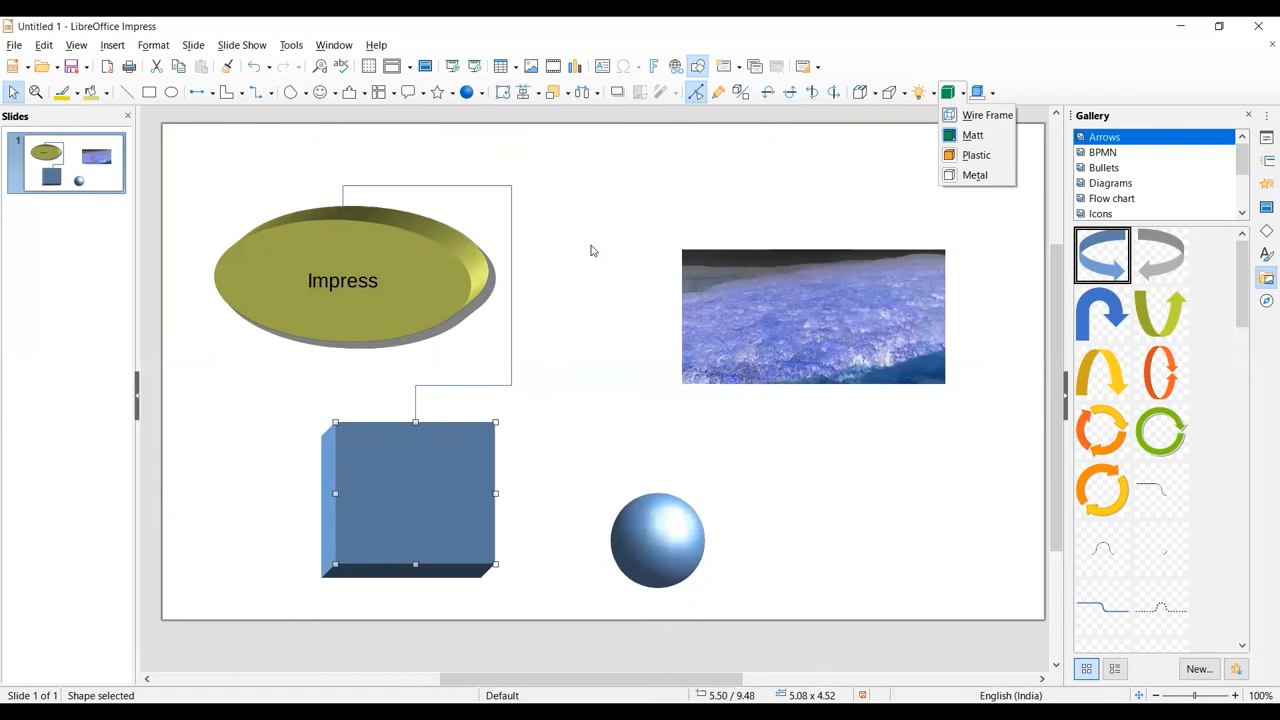 Untitled 1 - LibreOffice Impress
File Edit View Insert Format Slide Slide Show Tools Window Help
Slides
1
Impress
Wire Frame
Matt
Plastic
Metal
Gallery
Arrows
BPMN
Bullets
Diagrams
Flow chart
Icons
New...
Slide 1 of 1 Shape selected Default 5.50 / 9.48 5.08 x 4.52 English (India) 100%